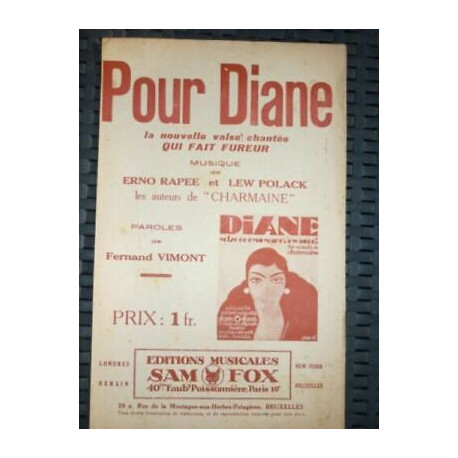 Pour Diane
la nouvelle valse chantée
QUI FAIT FUREUR
MUSIQUE
de
ERNO RAPEE et LEW POLACK
les auteurs de "CHARMAINE"
PAROLES
de
Fernand VIMONT
DIANE
PRIX : 1 fr.
LONDRES
BERLIN
EDITIONS MUSICALES
SAM FOX
40 Faubg Poissonnière, Paris 10e
NEW-YORK
BRUXELLES
29 a, Rue de la Montagne-aux-Herbes-Potagères, BRUXELLES